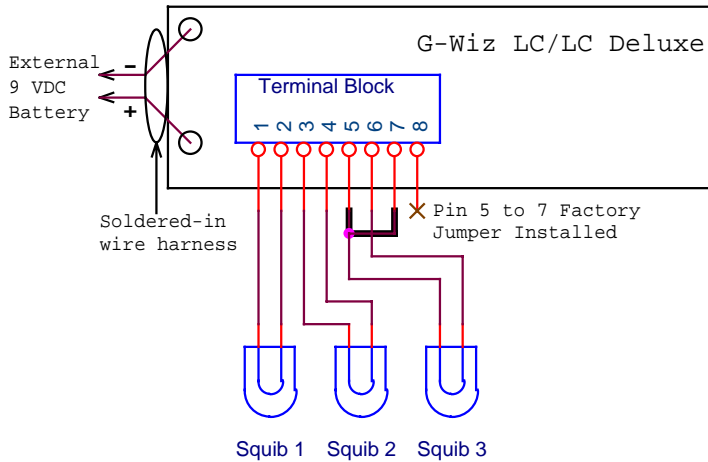 G-Wiz LC/LC Deluxe
External
9 VDC
Battery
-
+
Terminal Block
1 2 3 4 5 6 7 8
Soldered-in
wire harness
Pin 5 to 7 Factory
Jumper Installed
Squib 1 Squib 2 Squib 3